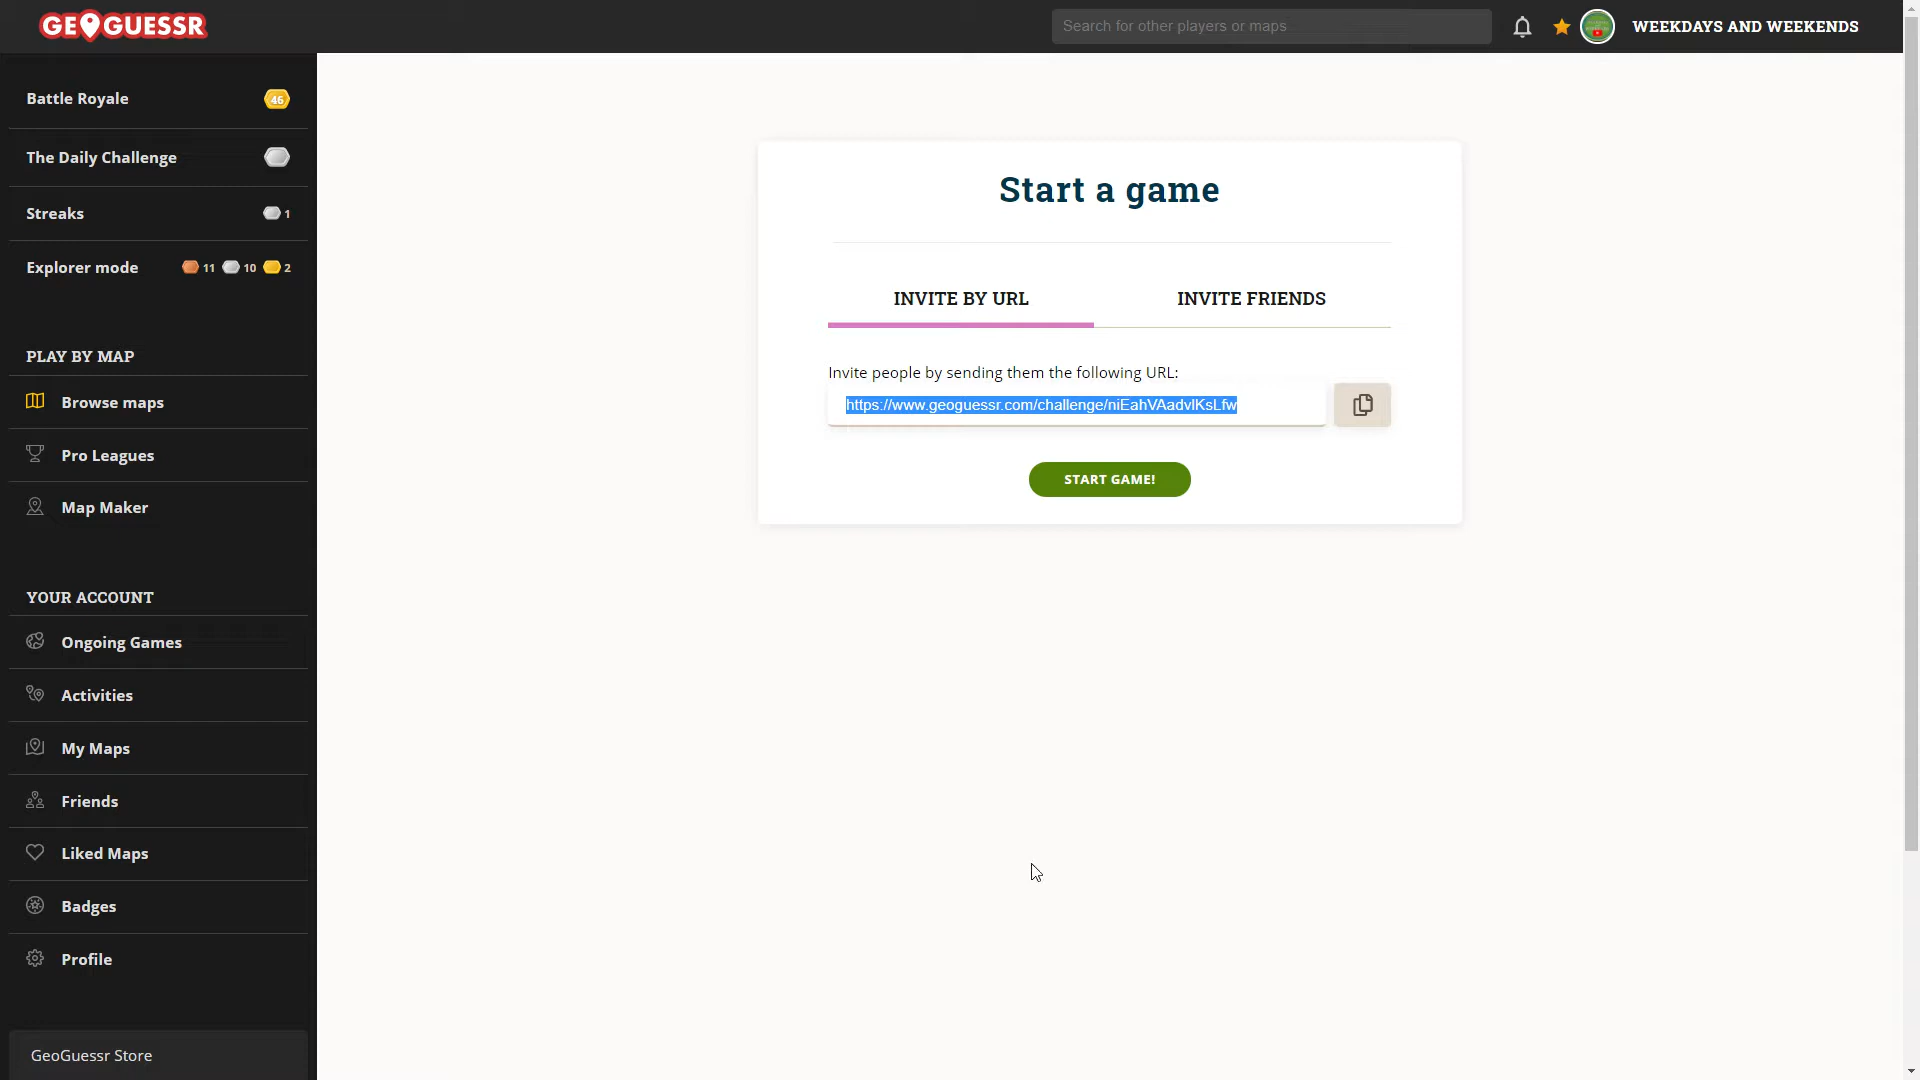 GEOGUESSR
Search for other players or maps
WEEKDAYS AND WEEKENDS
Battle Royale 46
The Daily Challenge
Streaks 1
Explorer mode 11 10 2
PLAY BY MAP
Browse maps
Pro Leagues
Map Maker
YOUR ACCOUNT
Ongoing Games
Activities
My Maps
Friends
Liked Maps
Badges
Profile
GeoGuessr Store
Start a game
INVITE BY URL
INVITE FRIENDS
Invite people by sending them the following URL:
https://www.geoguessr.com/challenge/niEahVAadvlKsLfw
START GAME!